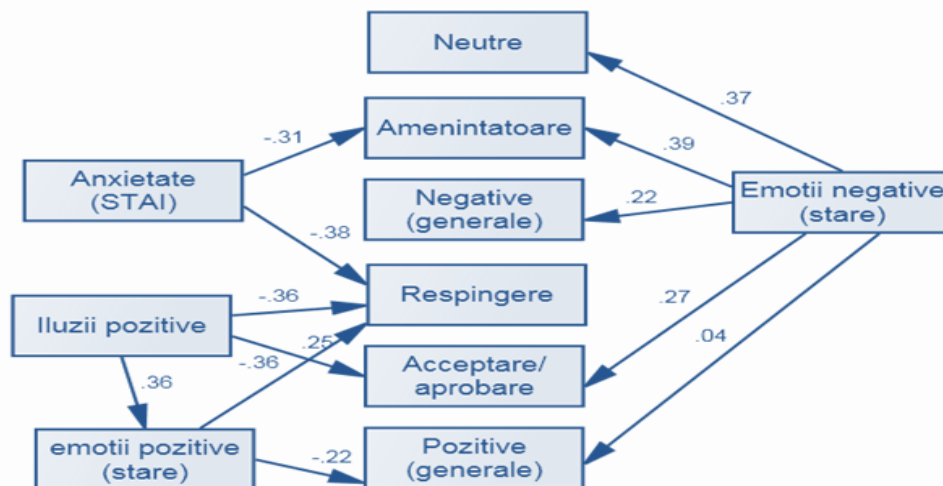 Neutre
.37
Amenintatoare
-.31
.39
Anxietate
(STAI)
Negative
(generale)
.22
Emotii negative
(stare)
-.38
Respingere
-.36
Iluzii pozitive
.27
.25
-.36
.04
Acceptare/
aprobare
.36
emotii pozitive
(stare)
-.22
Pozitive
(generale)